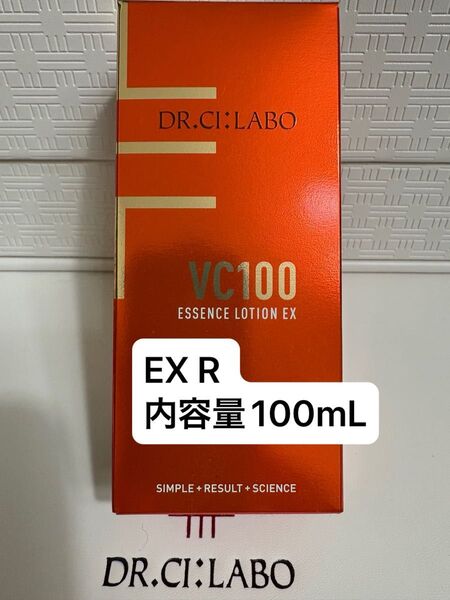 DR.CI:LABO
VC100
ESSENCE LOTION EX
EX R
内容量100mL
SIMPLE+RESULT+SCIENCE
DR.CI:LABO